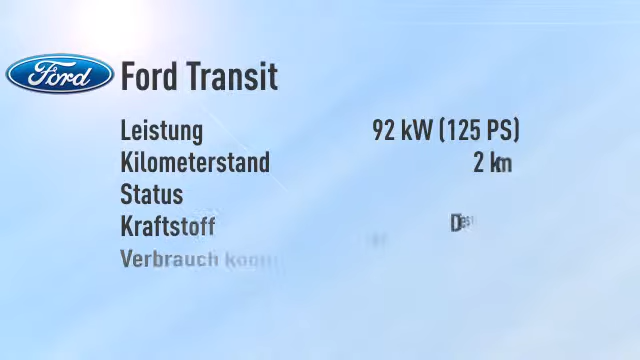 Ford
Ford Transit
Leistung 92 kW (125 PS)
Kilometerstand 2 km
Status
Kraftstoff
Verbrauch